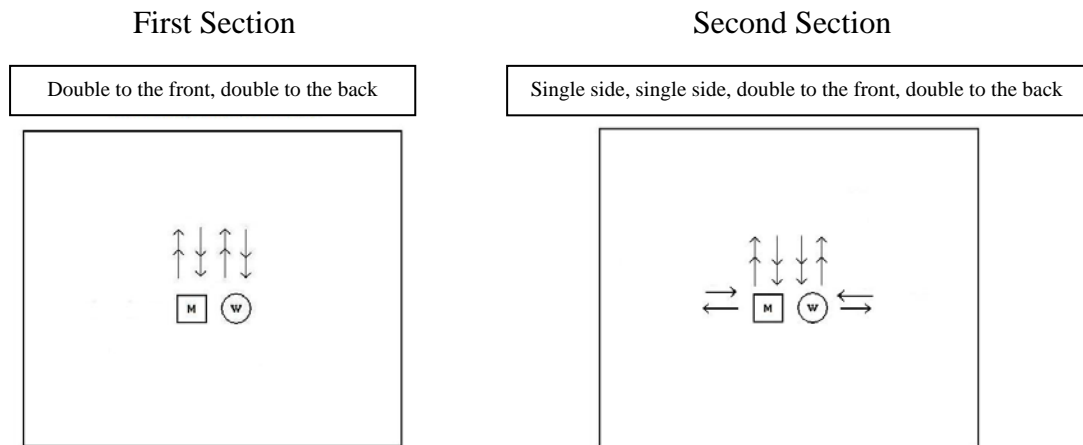 First Section
Second Section
Double to the front, double to the back
Single side, single side, double to the front, double to the back
M W
M W